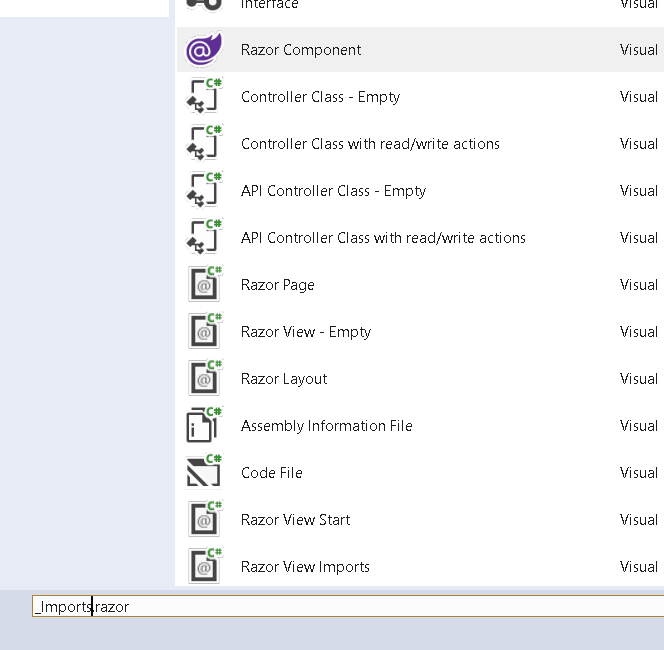 Interface Visual
Razor Component Visual
C# Controller Class - Empty Visual
C# Controller Class with read/write actions Visual
C# API Controller Class - Empty Visual
C# API Controller Class with read/write actions Visual
C# Razor Page Visual
C# Razor View - Empty Visual
C# Razor Layout Visual
C# Assembly Information File Visual
C# Code File Visual
C# Razor View Start Visual
C# Razor View Imports Visual
_Imports.razor